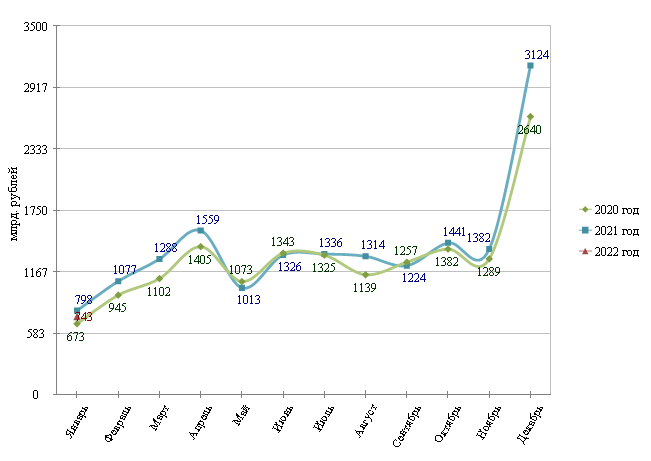 3500
3124
2917
2640
2333
млрд. рублей
1750
2020 год
2021 год
2022 год
1559
1441
1382
1288
1343
1336
1314
1257
1077
1405
1073
1326
1325
1224
1382
1289
1167
1102
1139
1013
945
798
743
673
583
0
Январь
Февраль
Март
Апрель
Май
Июнь
Июль
Август
Сентябрь
Октябрь
Ноябрь
Декабрь